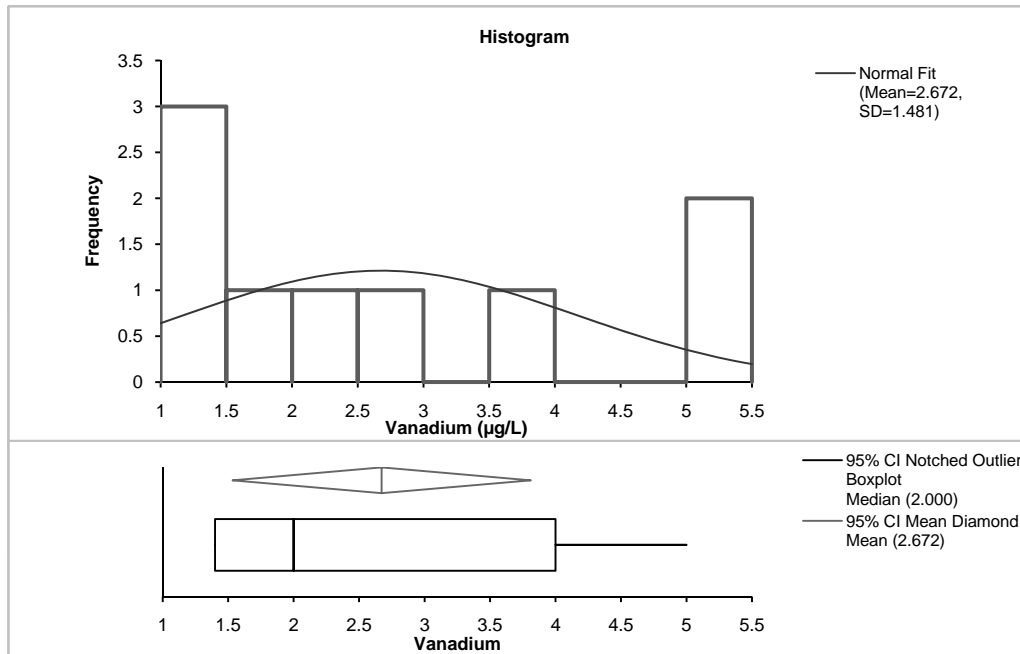 Histogram
3.5
3
2.5
2
1.5
1
0.5
0
Frequency
1 1.5 2 2.5 3 3.5 4 4.5 5 5.5
Vanadium (µg/L)
Normal Fit
(Mean=2.672,
SD=1.481)
95% CI Notched Outlier
Boxplot
Median (2.000)
95% CI Mean Diamond
Mean (2.672)
1 1.5 2 2.5 3 3.5 4 4.5 5 5.5
Vanadium